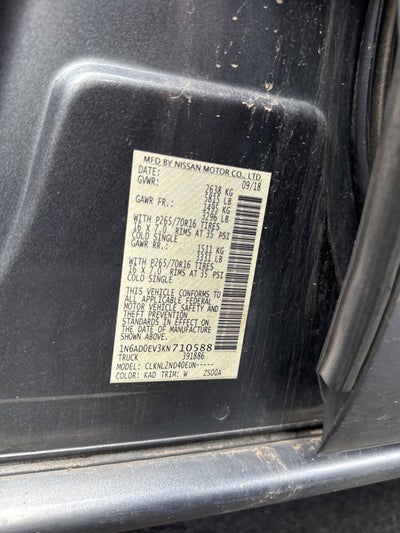 MFD BY NISSAN MOTOR CO., LTD.
DATE: 09/18
GVWR: 2638 KG
5815 LB
GAWR FR.: 1495 KG
3296 LB
WITH P265/70R16 TIRES
16 X 7.0 RIMS AT 35 PSI
COLD SINGLE
GAWR RR.: 1511 KG
3331 LB
WITH P265/70R16 TIRES
16 X 7.0 RIMS AT 35 PSI
COLD SINGLE
THIS VEHICLE CONFORMS TO
ALL APPLICABLE FEDERAL
MOTOR VEHICLE SAFETY AND
THEFT PREVENTION
STANDARDS IN EFFECT ON
THE DATE OF MANUFACTURE
SHOWN ABOVE.
1N6AD0EV3KN710588
TRUCK 391886
MODEL: CLKNL2ND40EUN-----
COLOR: KAD TRIM: W ZS00A